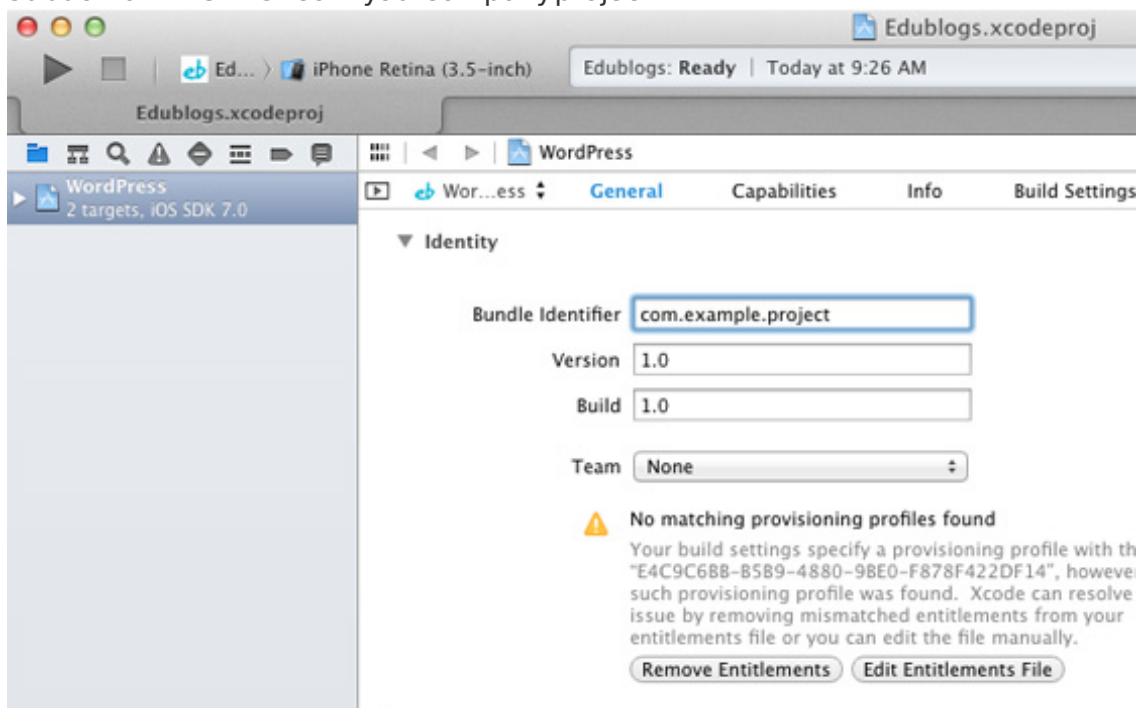 Edublogs.xcodeproj
eb Ed... iPhone Retina (3.5-inch) Edublogs: Ready | Today at 9:26 AM
Edublogs.xcodeproj
WordPress
WordPress
2 targets, iOS SDK 7.0
eb Wor...ess General Capabilities Info Build Settings
Identity
Bundle Identifier com.example.project
Version 1.0
Build 1.0
Team None
No matching provisioning profiles found
Your build settings specify a provisioning profile with th
"E4C9C6BB-B5B9-4880-9BE0-F878F422DF14", howeve
such provisioning profile was found. Xcode can resolve
issue by removing mismatched entitlements from your
entitlements file or you can edit the file manually.
Remove Entitlements Edit Entitlements File